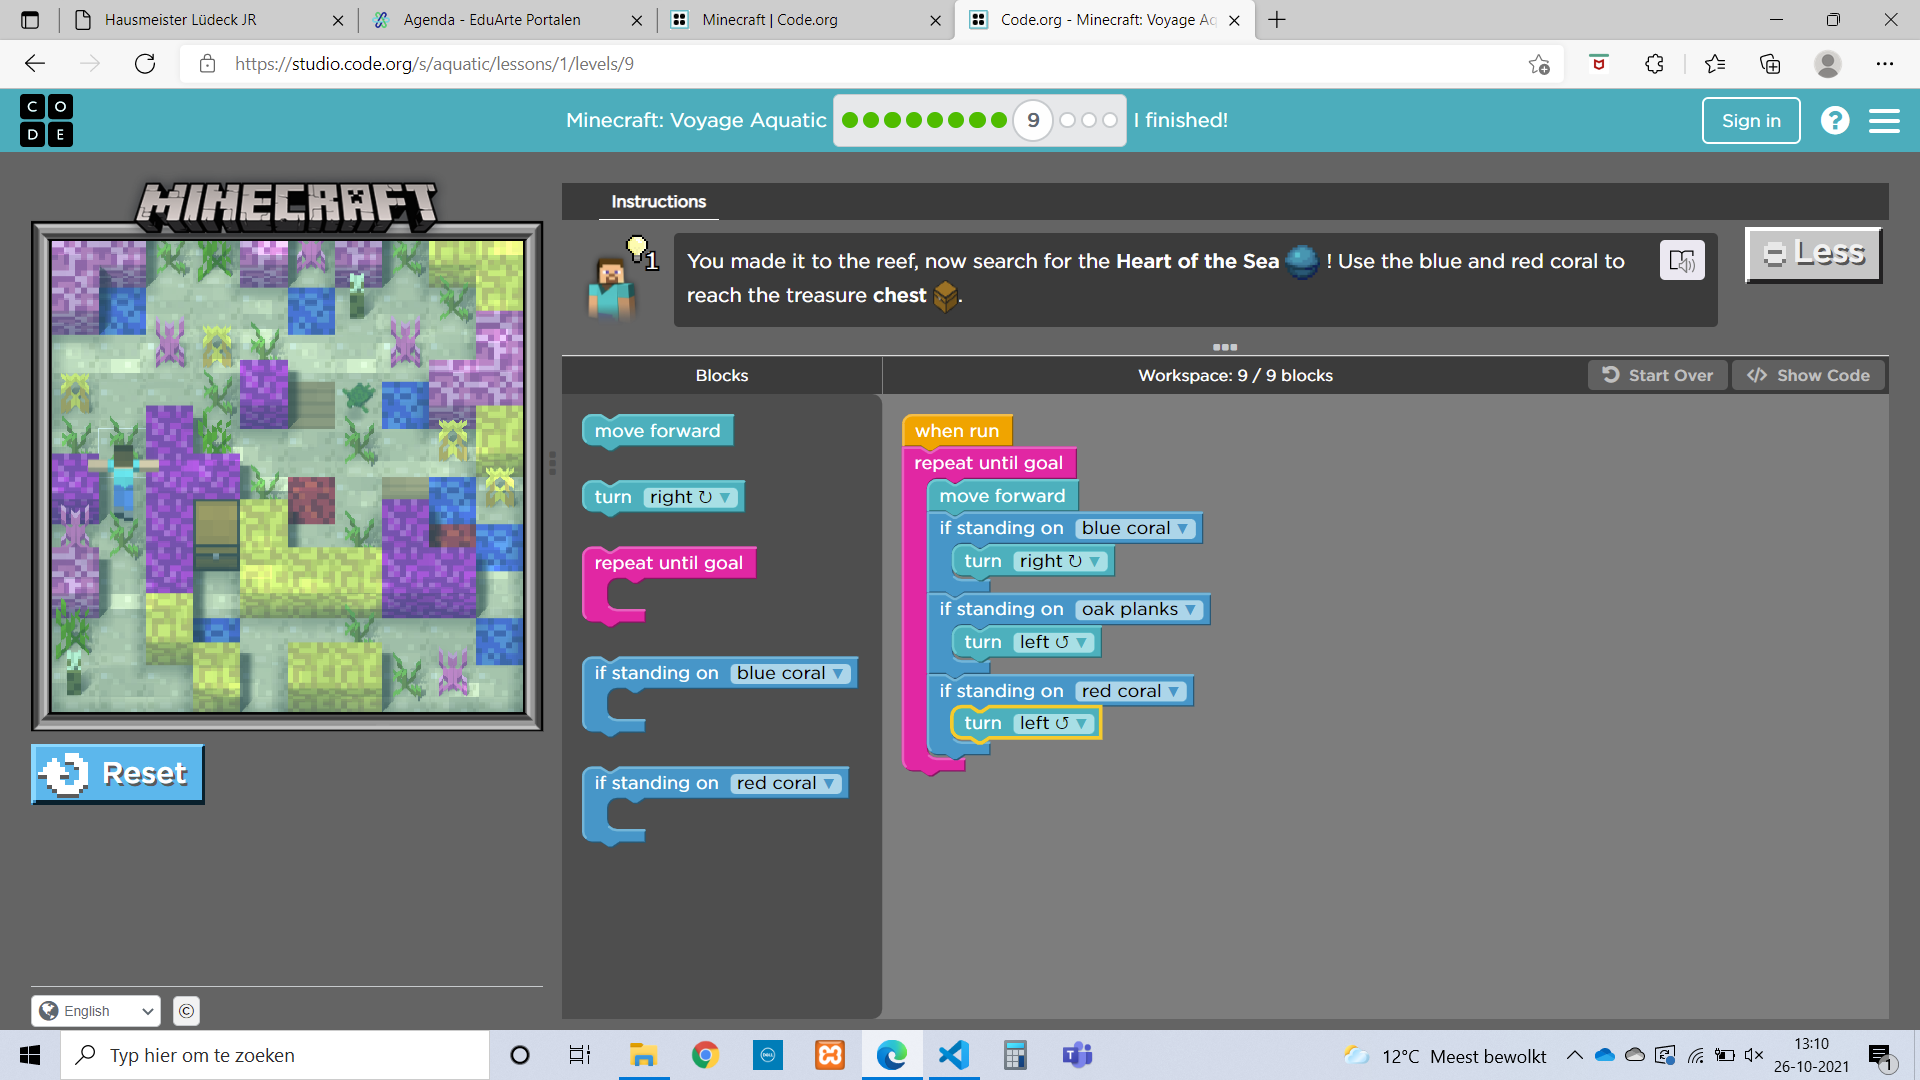 Hausmeister Lüdeck JR
Agenda - EduArte Portalen
Minecraft | Code.org
Code.org - Minecraft: Voyage Aq
https://studio.code.org/s/aquatic/lessons/1/levels/9
C O
D E
Minecraft: Voyage Aquatic
9
I finished!
Sign in
?
MINECRAFT
Instructions
1
You made it to the reef, now search for the Heart of the Sea ! Use the blue and red coral to
reach the treasure chest .
Less
Blocks
Workspace: 9 / 9 blocks
Start Over
</> Show Code
move forward
turn right ↻ ▼
repeat until goal
if standing on blue coral ▼
if standing on red coral ▼
when run
repeat until goal
move forward
if standing on blue coral ▼
turn right ↻ ▼
if standing on oak planks ▼
turn left ↺ ▼
if standing on red coral ▼
turn left ↺ ▼
Reset
English
©
Typ hier om te zoeken
DELL
12°C Meest bewolkt
13:10
26-10-2021
1